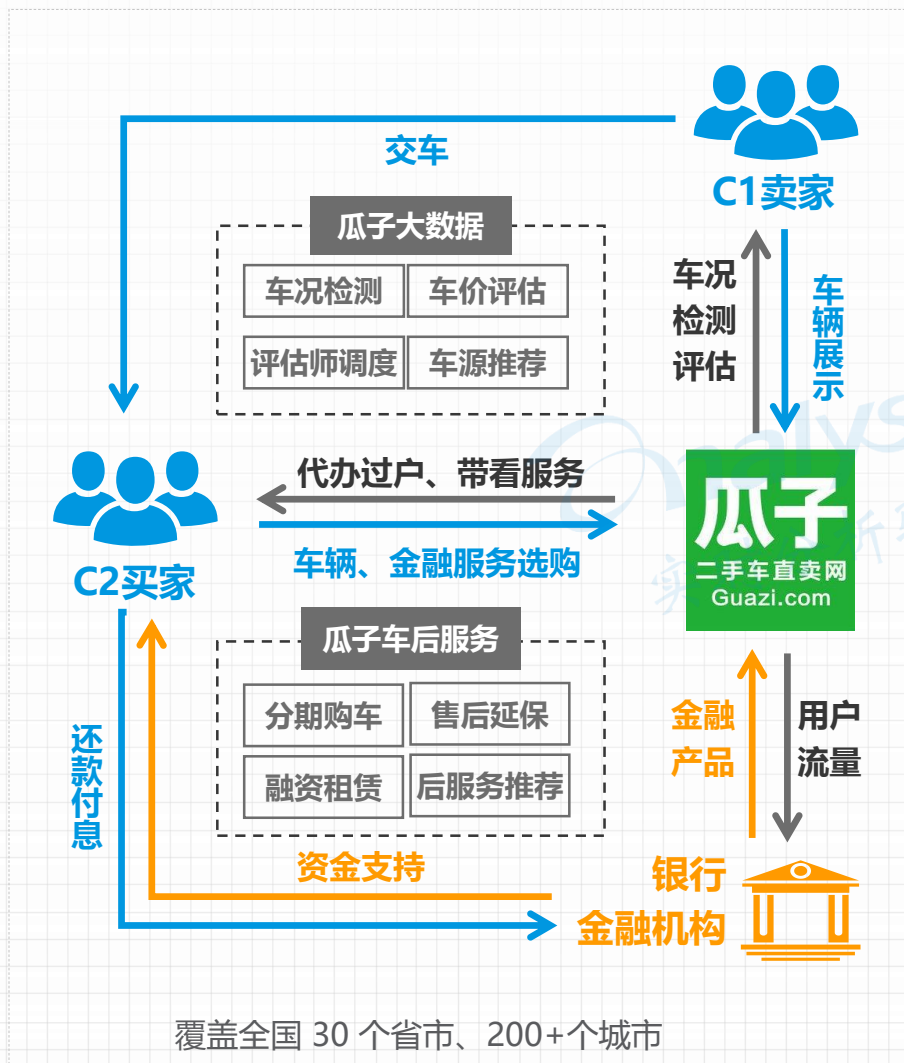 交车
C1卖家
瓜子大数据
车况检测
车价评估
评估师调度
车源推荐
车况
检测
评估
车辆展示
代办过户、带看服务
车辆、金融服务选购
C2买家
瓜子
二手车直卖网
Guazi.com
瓜子车后服务
分期购车
售后延保
融资租赁
后服务推荐
还款付息
金融
产品
用户
流量
资金支持
银行
金融机构
覆盖全国 30 个省市、200+个城市